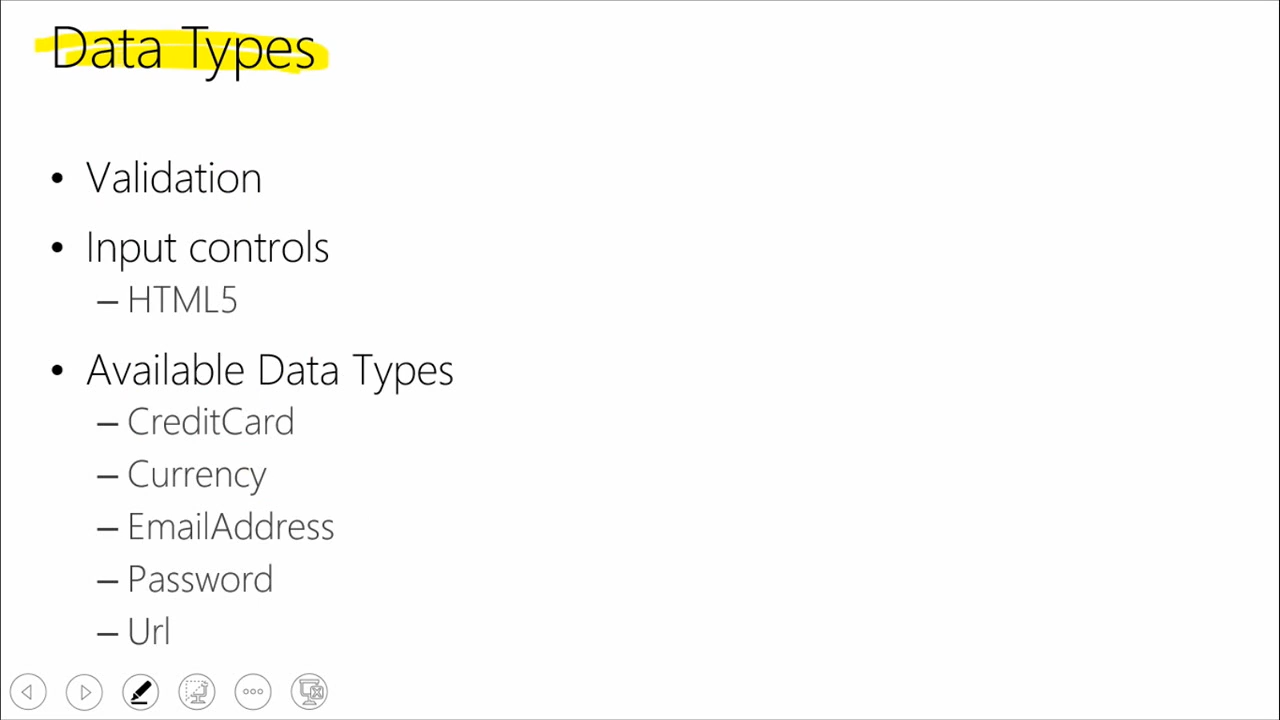 Data Types
• Validation
• Input controls
– HTML5
• Available Data Types
– CreditCard
– Currency
– EmailAddress
– Password
– Url